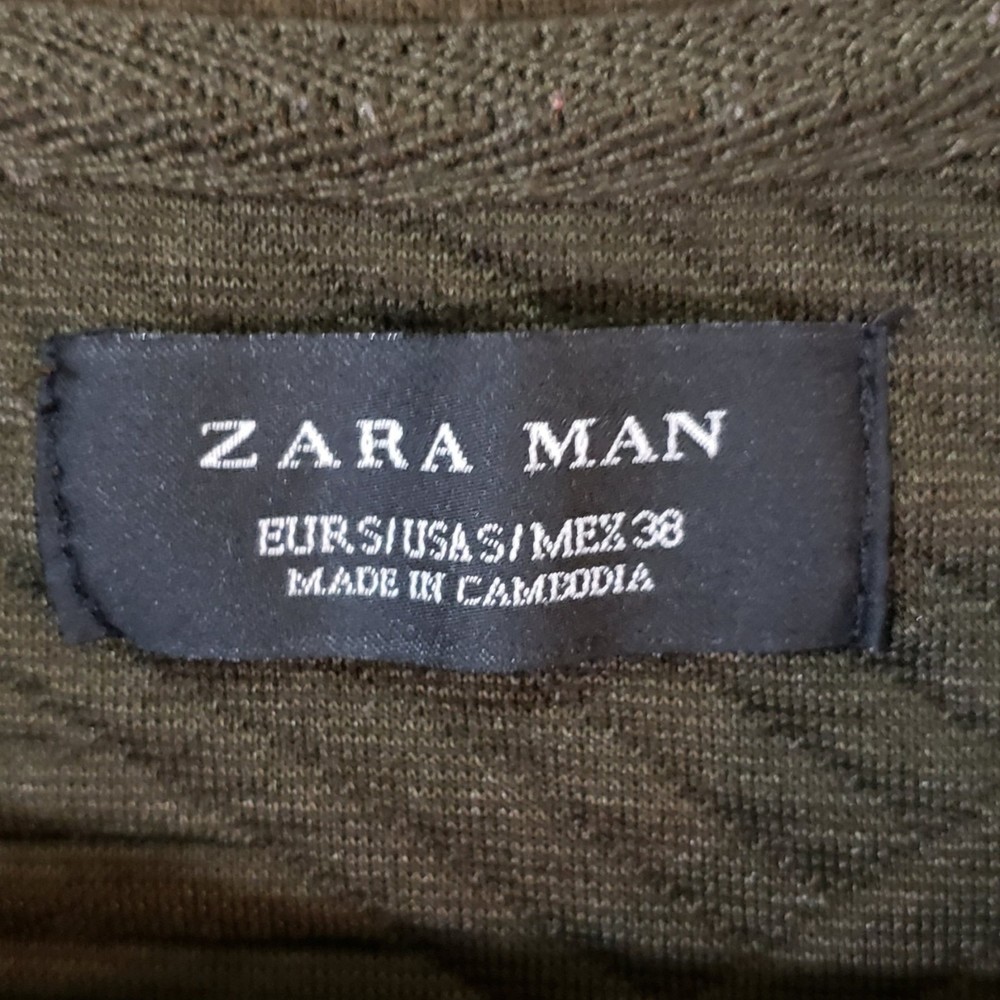 ZARA MAN
EUR S/USA S/MEX 38
MADE IN CAMBODIA